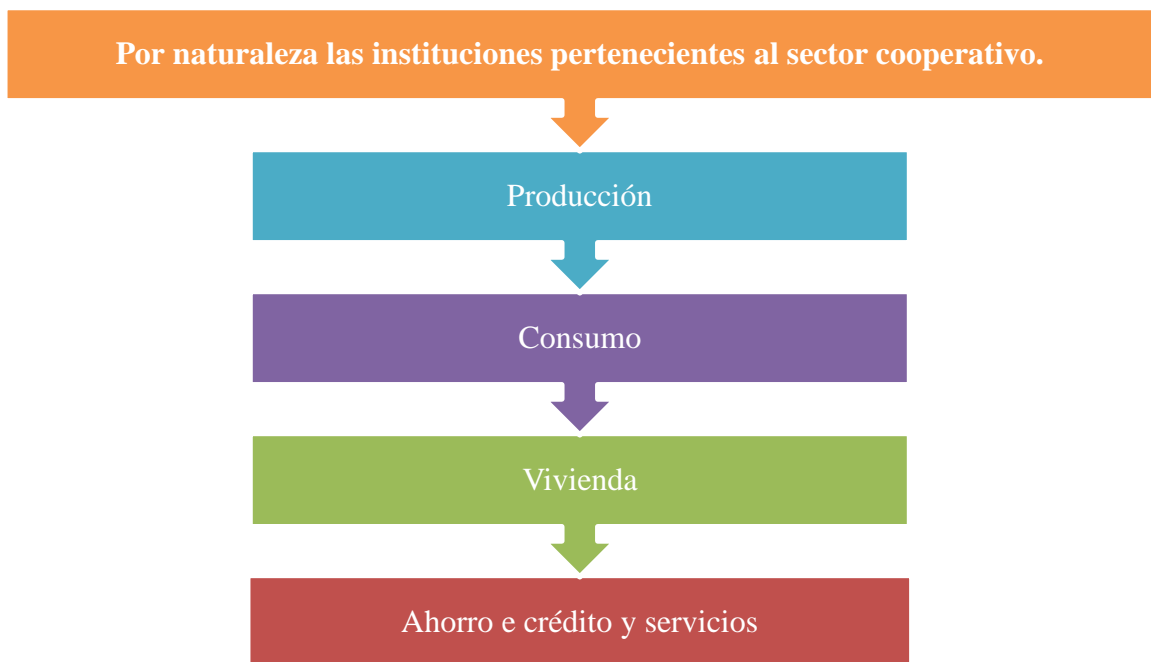 Por naturaleza las instituciones pertenecientes al sector cooperativo.
Producción
Consumo
Vivienda
Ahorro e crédito y servicios